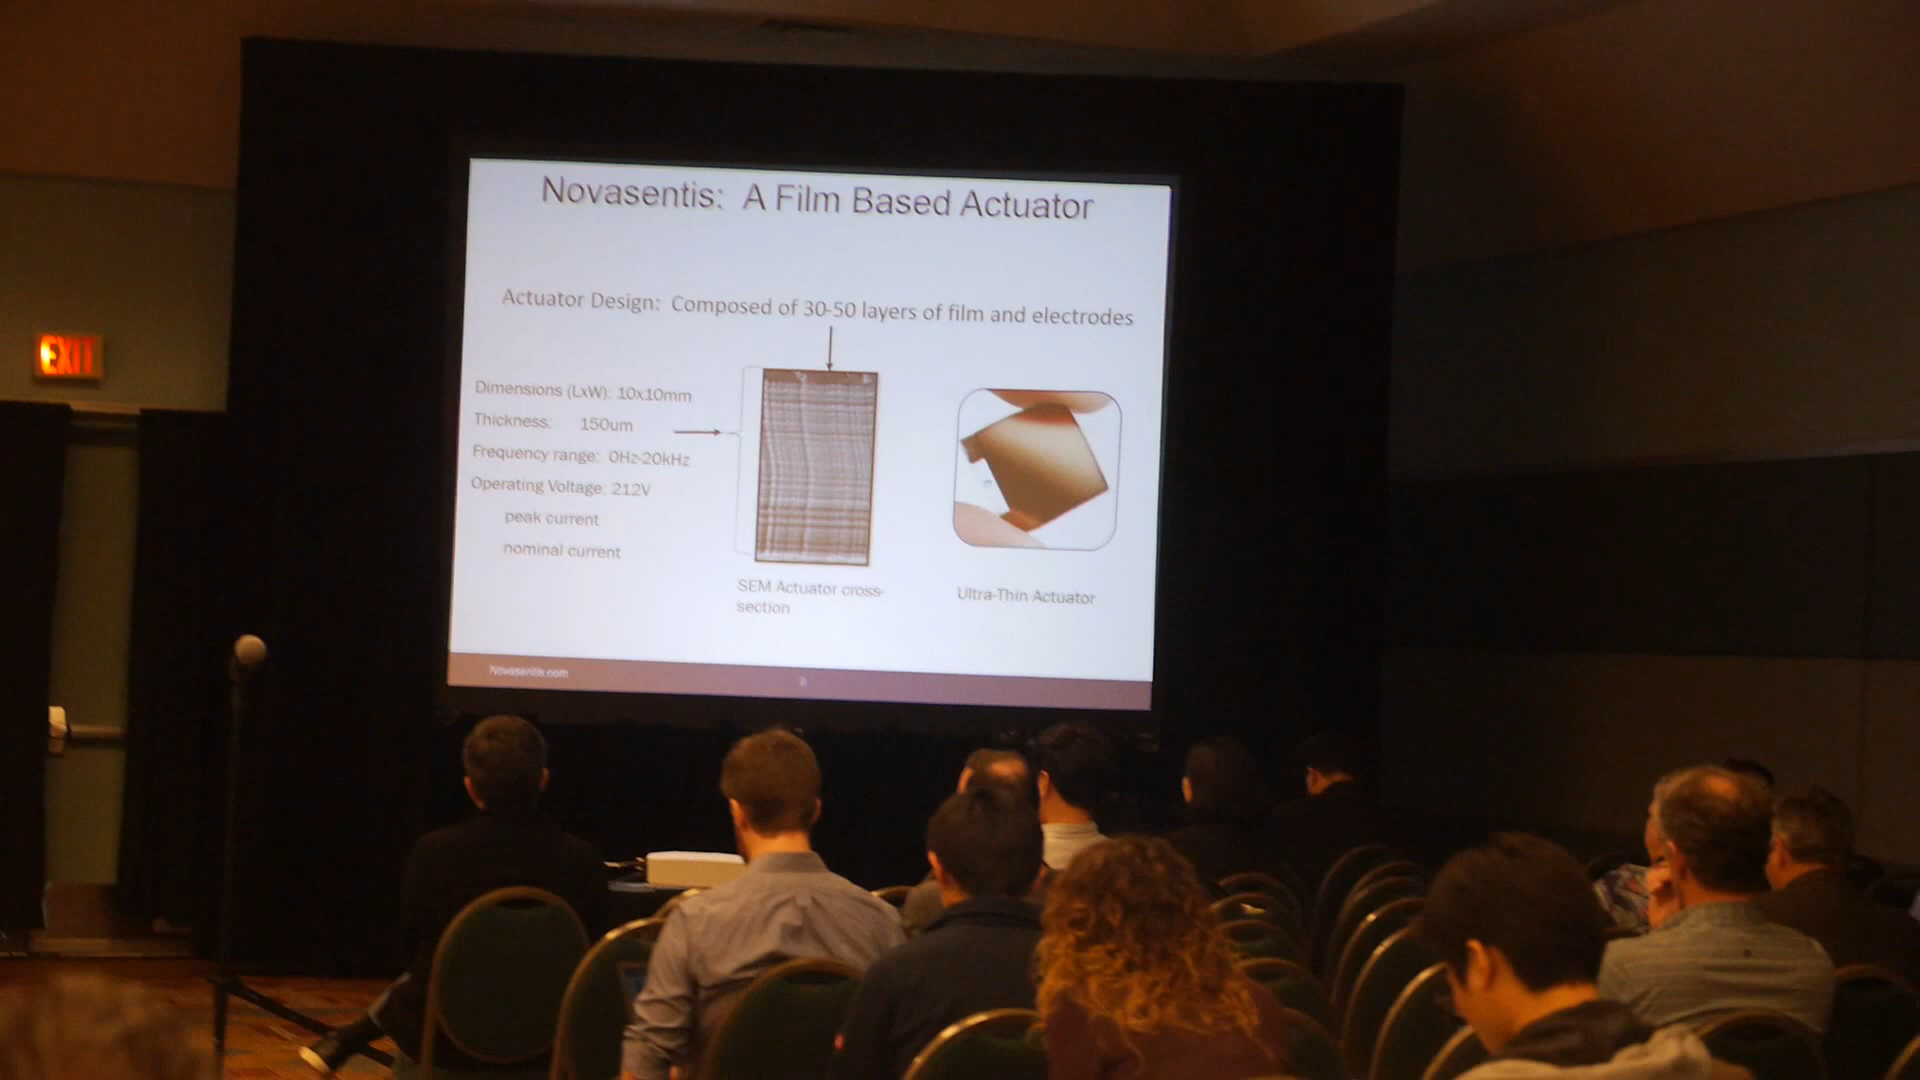 Novasentis: A Film Based Actuator
Actuator Design: Composed of 30-50 layers of film and electrodes
Dimensions (LxW): 10x10mm
Thickness: 150um
Frequency range: 0Hz-20kHz
Operating Voltage: 212V
peak current
nominal current
SEM Actuator cross-
section
Ultra-Thin Actuator
Novasentis.com
EXIT